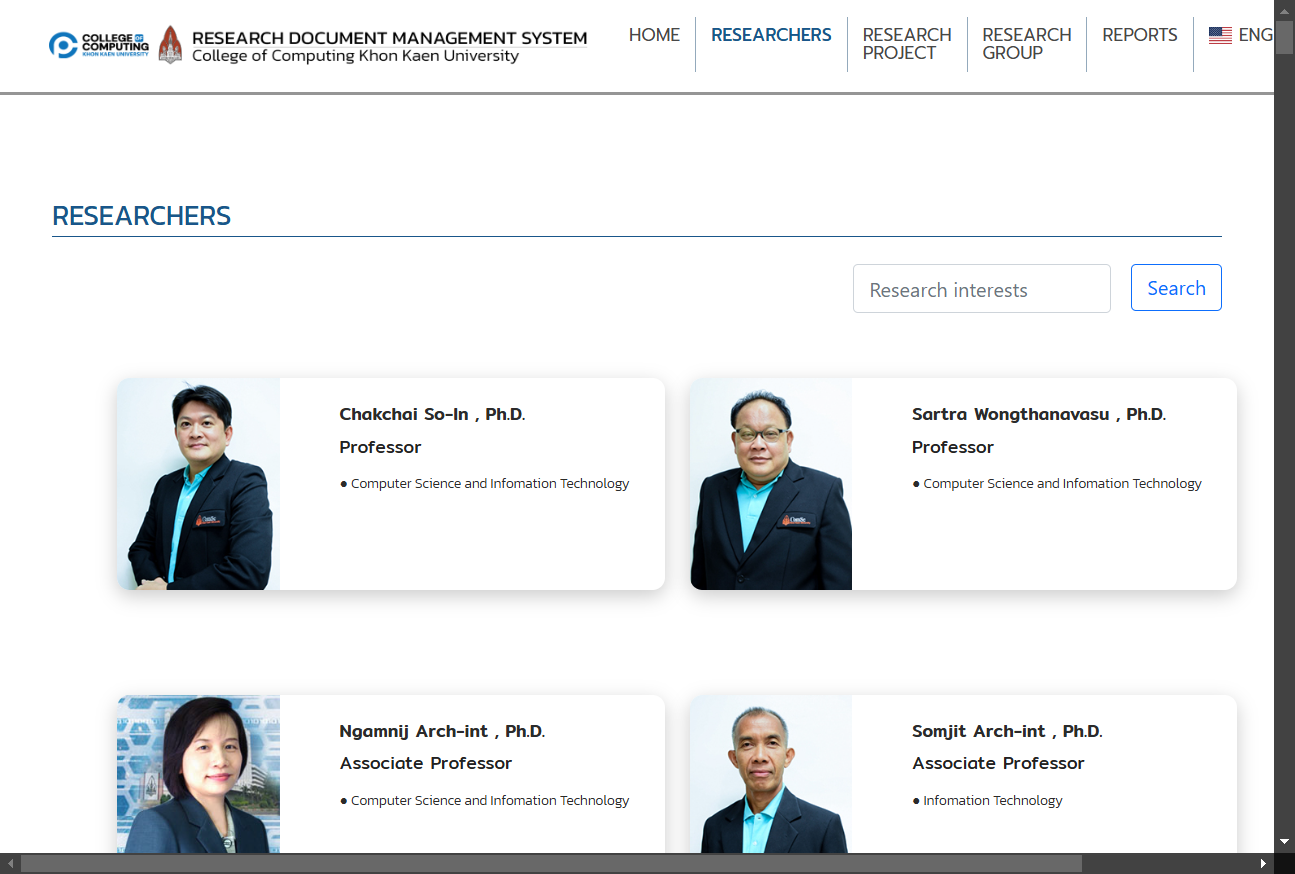 COLLEGE OF
COMPUTING
KHON KAEN UNIVERSITY
RESEARCH DOCUMENT MANAGEMENT SYSTEM
College of Computing Khon Kaen University
HOME
RESEARCHERS
RESEARCH
PROJECT
RESEARCH
GROUP
REPORTS
ENG
RESEARCHERS
Research interests
Search
Chakchai So-In , Ph.D.
Professor
● Computer Science and Infomation Technology
Sartra Wongthanavasu , Ph.D.
Professor
● Computer Science and Infomation Technology
Ngamnij Arch-int , Ph.D.
Associate Professor
● Computer Science and Infomation Technology
Somjit Arch-int , Ph.D.
Associate Professor
● Infomation Technology